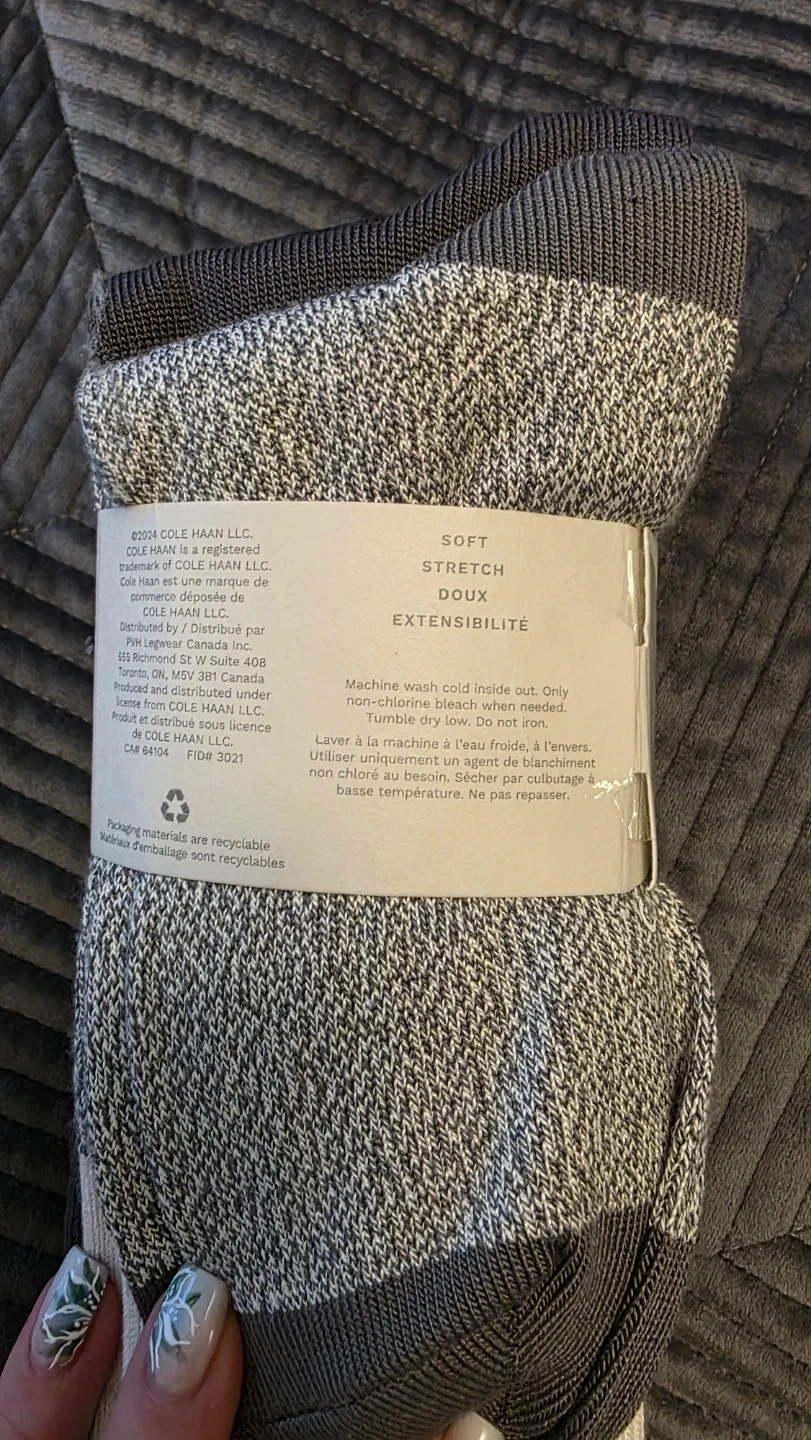 ©2024 COLE HAAN LLC.
COLE HAAN is a registered
trademark of COLE HAAN LLC.
Cole Haan est une marque de
commerce déposée de
COLE HAAN LLC.
Distributed by / Distribué par
PVH Legwear Canada Inc.
555 Richmond St W Suite 408
Toronto, ON, M5V 3B1 Canada
Produced and distributed under
license from COLE HAAN LLC.
Produit et distribué sous licence
de COLE HAAN LLC.
CA# 64104 FID# 3021
Packaging materials are recyclable
Matériaux d'emballage sont recyclables
SOFT
STRETCH
DOUX
EXTENSIBILITÉ
Machine wash cold inside out. Only
non-chlorine bleach when needed.
Tumble dry low. Do not iron.
Laver à la machine à l'eau froide, à l'envers.
Utiliser uniquement un agent de blanchiment
non chloré au besoin. Sécher par culbutage à
basse température. Ne pas repasser.